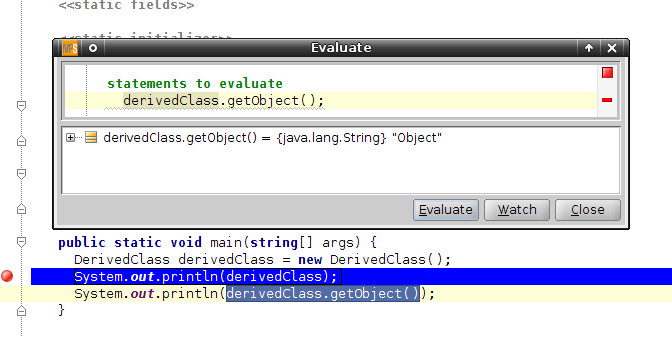 <<static fields>>
<<static initializer>>
MPS
Evaluate
statements to evaluate
derivedClass.getObject();
derivedClass.getObject() = {java.lang.String} "Object"
Evaluate
Watch
Close
public static void main(string[] args) {
DerivedClass derivedClass = new DerivedClass();
System.out.println(derivedClass);
System.out.println(derivedClass.getObject());
}